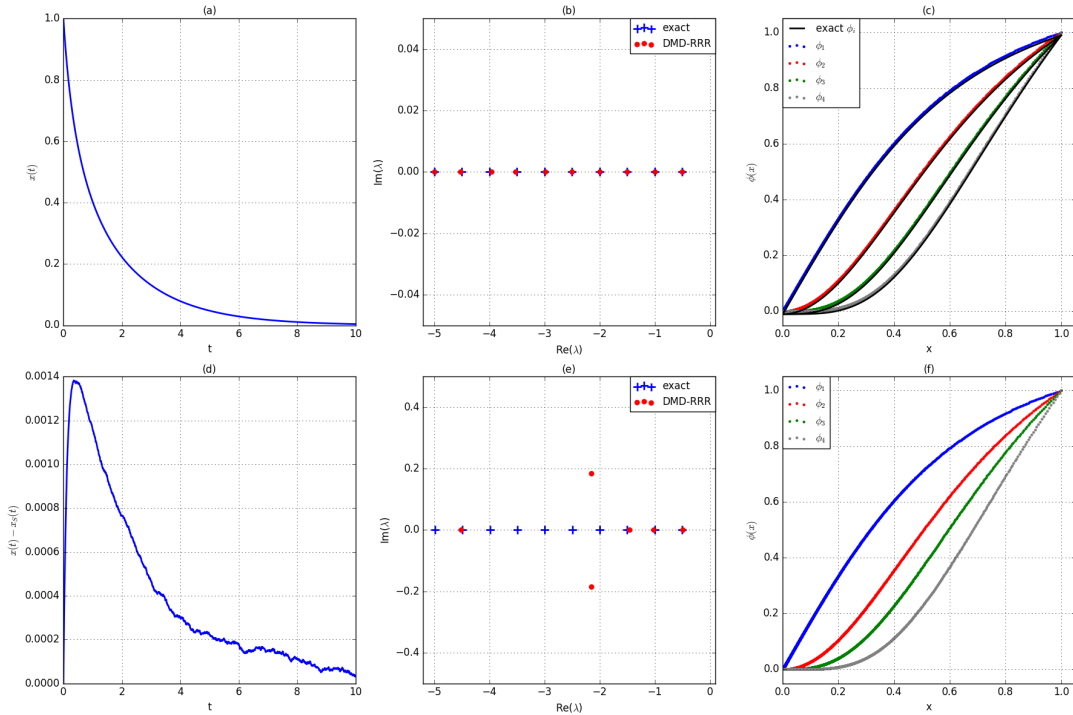 (a)
1.0
0.8
0.6
0.4
0.2
0.0
x(t)
0 2 4 6 8 10
t
(b)
exact
DMD-RRR
0.04
0.02
0.00
−0.02
−0.04
Im(λ)
−5 −4 −3 −2 −1 0
Re(λ)
(c)
exact ϕᵢ
ϕ₁
ϕ₂
ϕ₃
ϕ₄
1.0
0.8
0.6
0.4
0.2
0.0
ϕ(x)
0.0 0.2 0.4 0.6 0.8 1.0
x
(d)
0.0014
0.0012
0.0010
0.0008
0.0006
0.0004
0.0002
0.0000
x(t) − x_S(t)
0 2 4 6 8 10
t
(e)
exact
DMD-RRR
0.4
0.2
0.0
−0.2
−0.4
Im(λ)
−5 −4 −3 −2 −1 0
Re(λ)
(f)
ϕ₁
ϕ₂
ϕ₃
ϕ₄
1.0
0.8
0.6
0.4
0.2
0.0
ϕ(x)
0.0 0.2 0.4 0.6 0.8 1.0
x